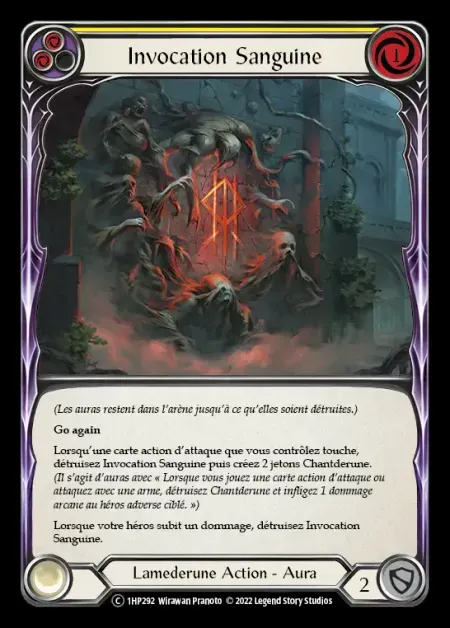 Invocation Sanguine
1
(Les auras restent dans l'arène jusqu'à ce qu'elles soient détruites.)
Go again
Lorsqu'une carte action d'attaque que vous contrôlez touche,
détruisez Invocation Sanguine puis créez 2 jetons Chantderune.
(Il s'agit d'auras avec « Lorsque vous jouez une carte action d'attaque ou
attaquez avec une arme, détruisez Chantderune et infligez 1 dommage
arcane au héros adverse ciblé. »)
Lorsque votre héros subit un dommage, détruisez Invocation
Sanguine.
Lamederune Action - Aura
2
C 1HP292 Wirawan Pranoto © 2022 Legend Story Studios